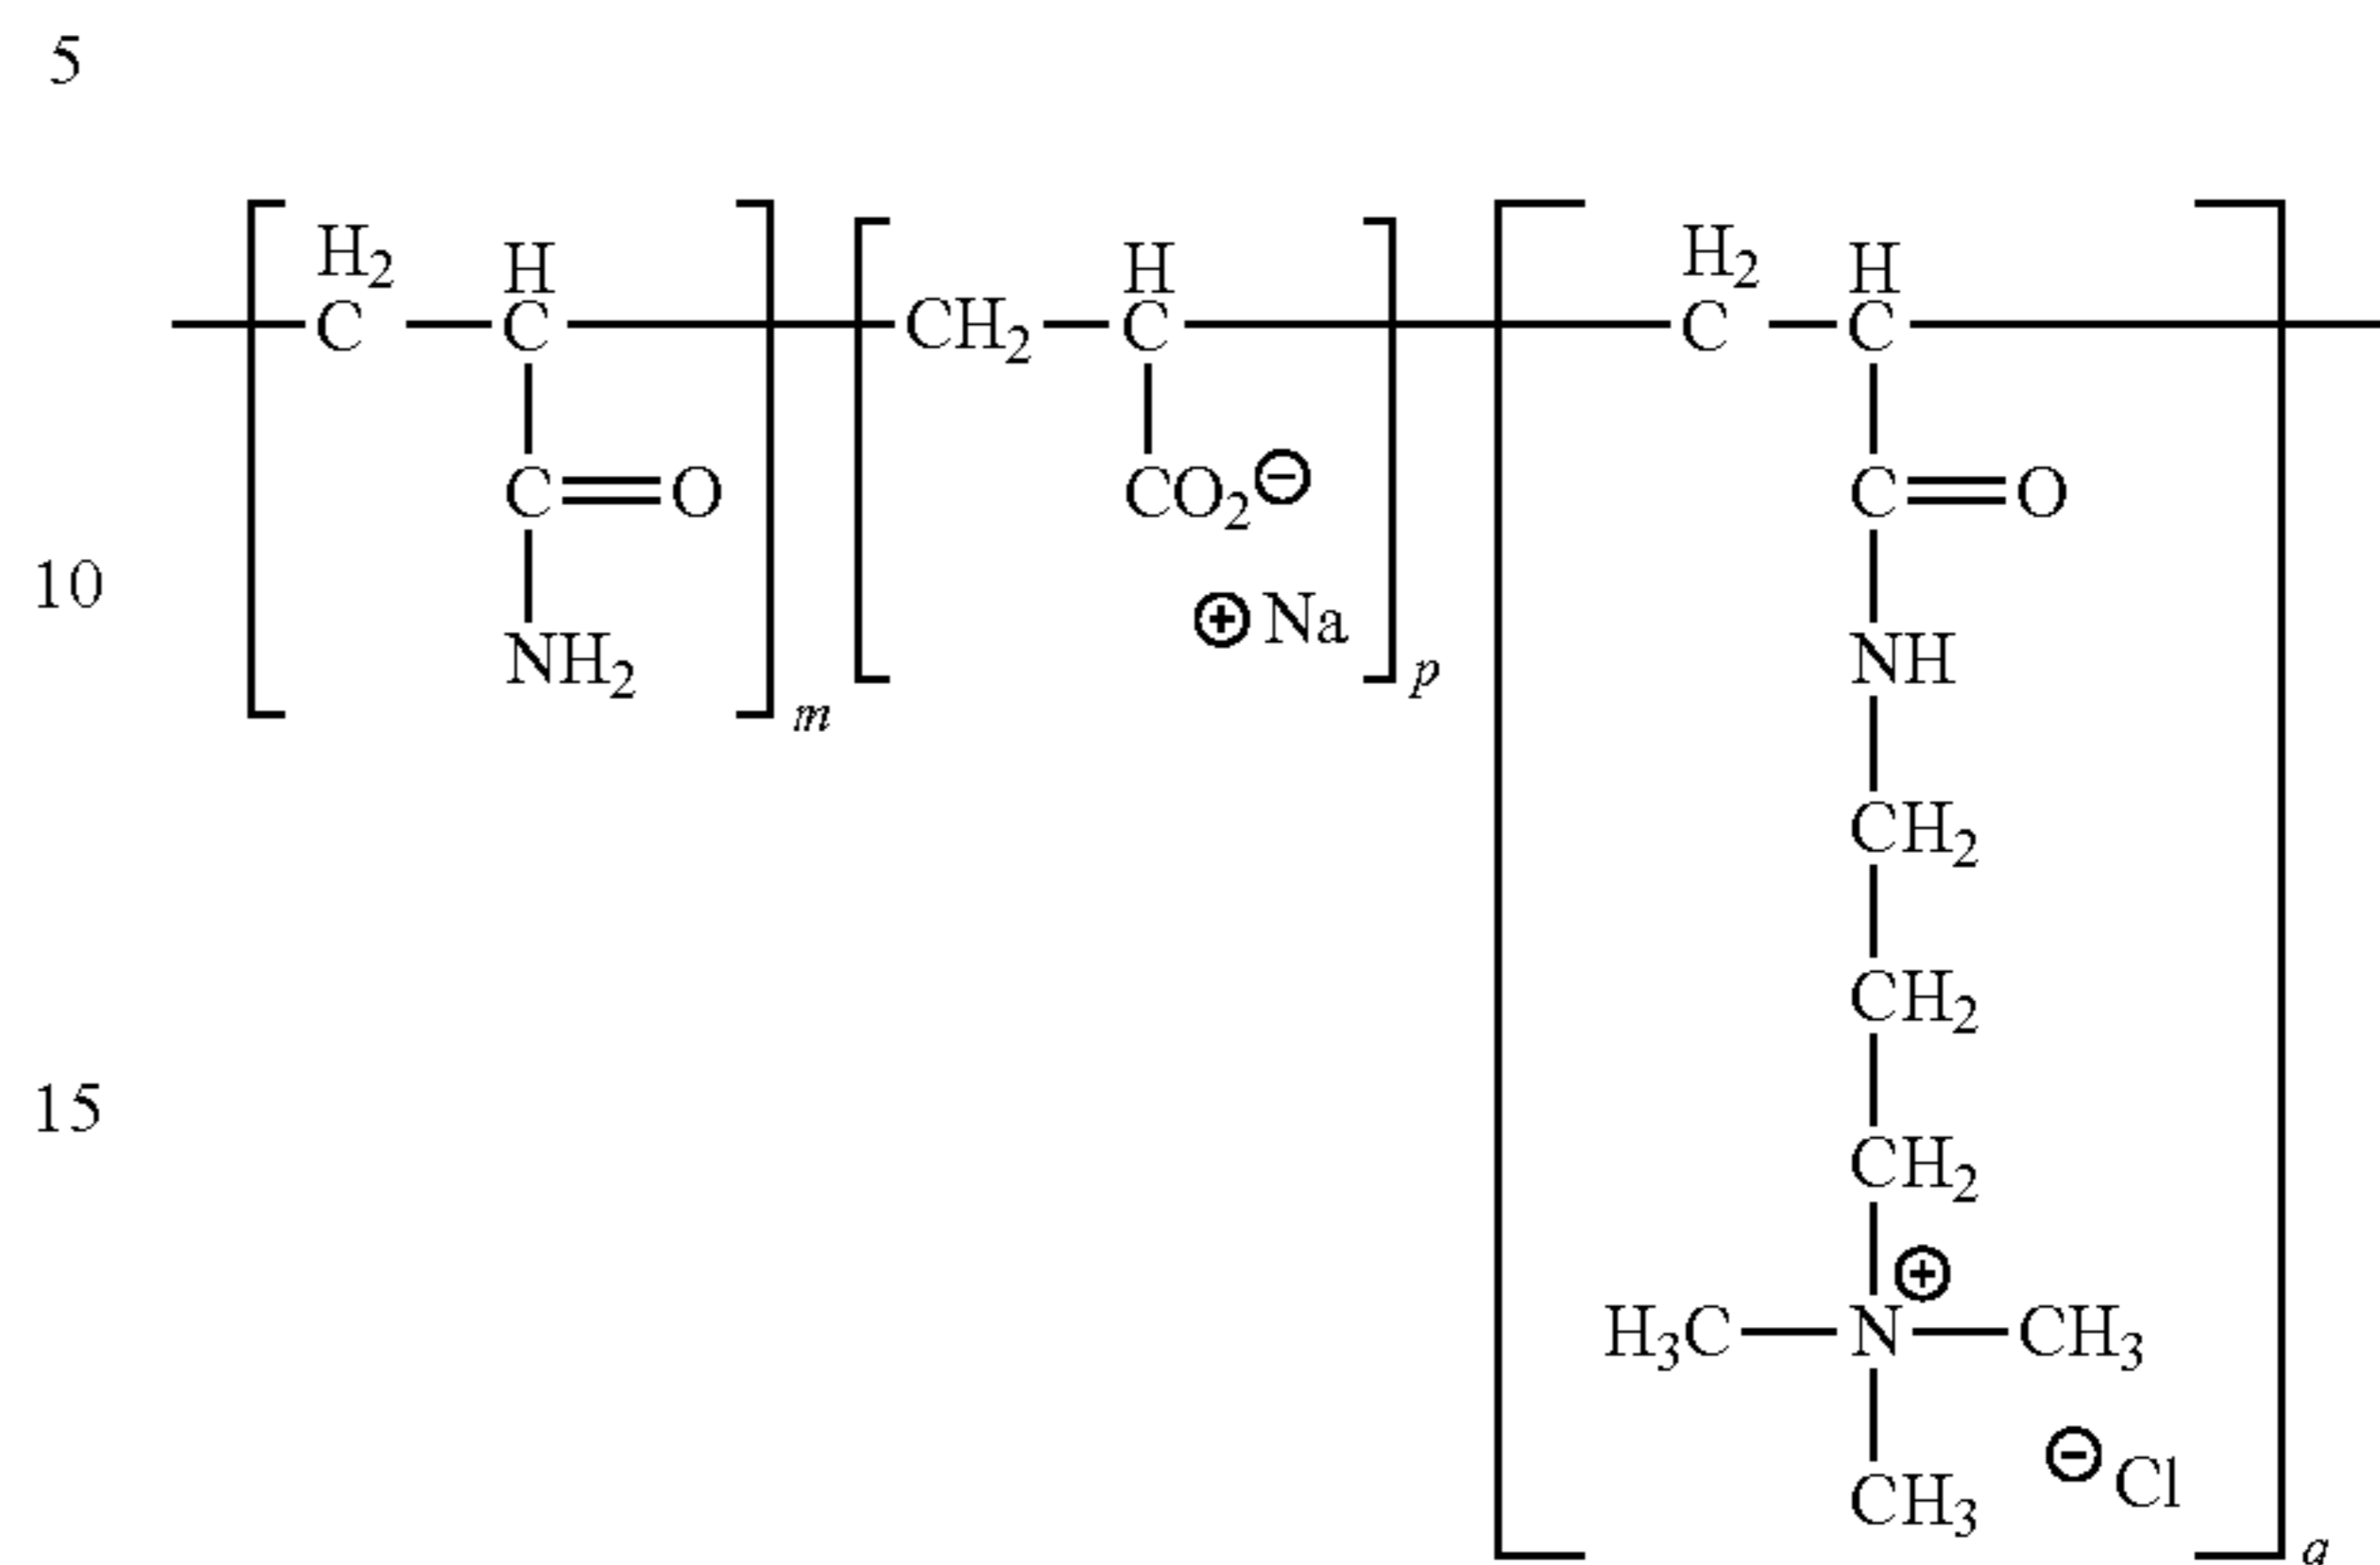 5
H2 H H H2 H
C C CH2 C C C
C O CO2 ⊖ C O
10 ⊕ Na
NH2 NH
p
m
CH2
CH2
15
CH2
⊕
H3C N CH3
⊖ Cl
CH3